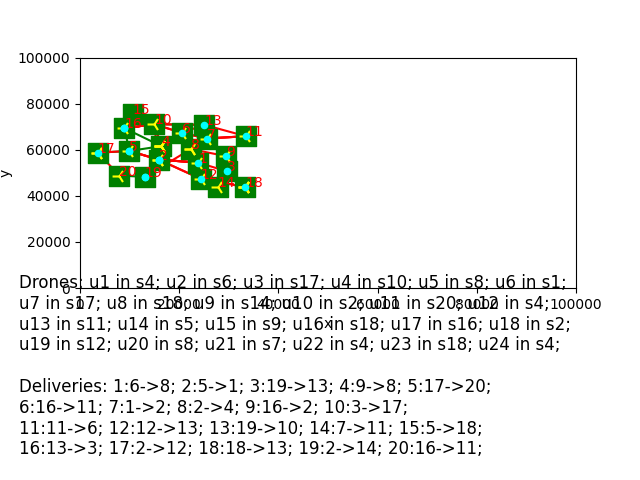 100000
80000
60000
40000
20000
0
y
20000 40000 60000 80000 100000
x
Drones: u1 in s4; u2 in s6; u3 in s17; u4 in s10; u5 in s8; u6 in s1;
u7 in s17; u8 in s18; u9 in s14; u10 in s2; u11 in s20; u12 in s4;
u13 in s11; u14 in s5; u15 in s9; u16 in s18; u17 in s16; u18 in s2;
u19 in s12; u20 in s8; u21 in s7; u22 in s4; u23 in s18; u24 in s4;
Deliveries: 1:6->8; 2:5->1; 3:19->13; 4:9->8; 5:17->20;
6:16->11; 7:1->2; 8:2->4; 9:16->2; 10:3->17;
11:11->6; 12:12->13; 13:19->10; 14:7->11; 15:5->18;
16:13->3; 17:2->12; 18:18->13; 19:2->14; 20:16->11;